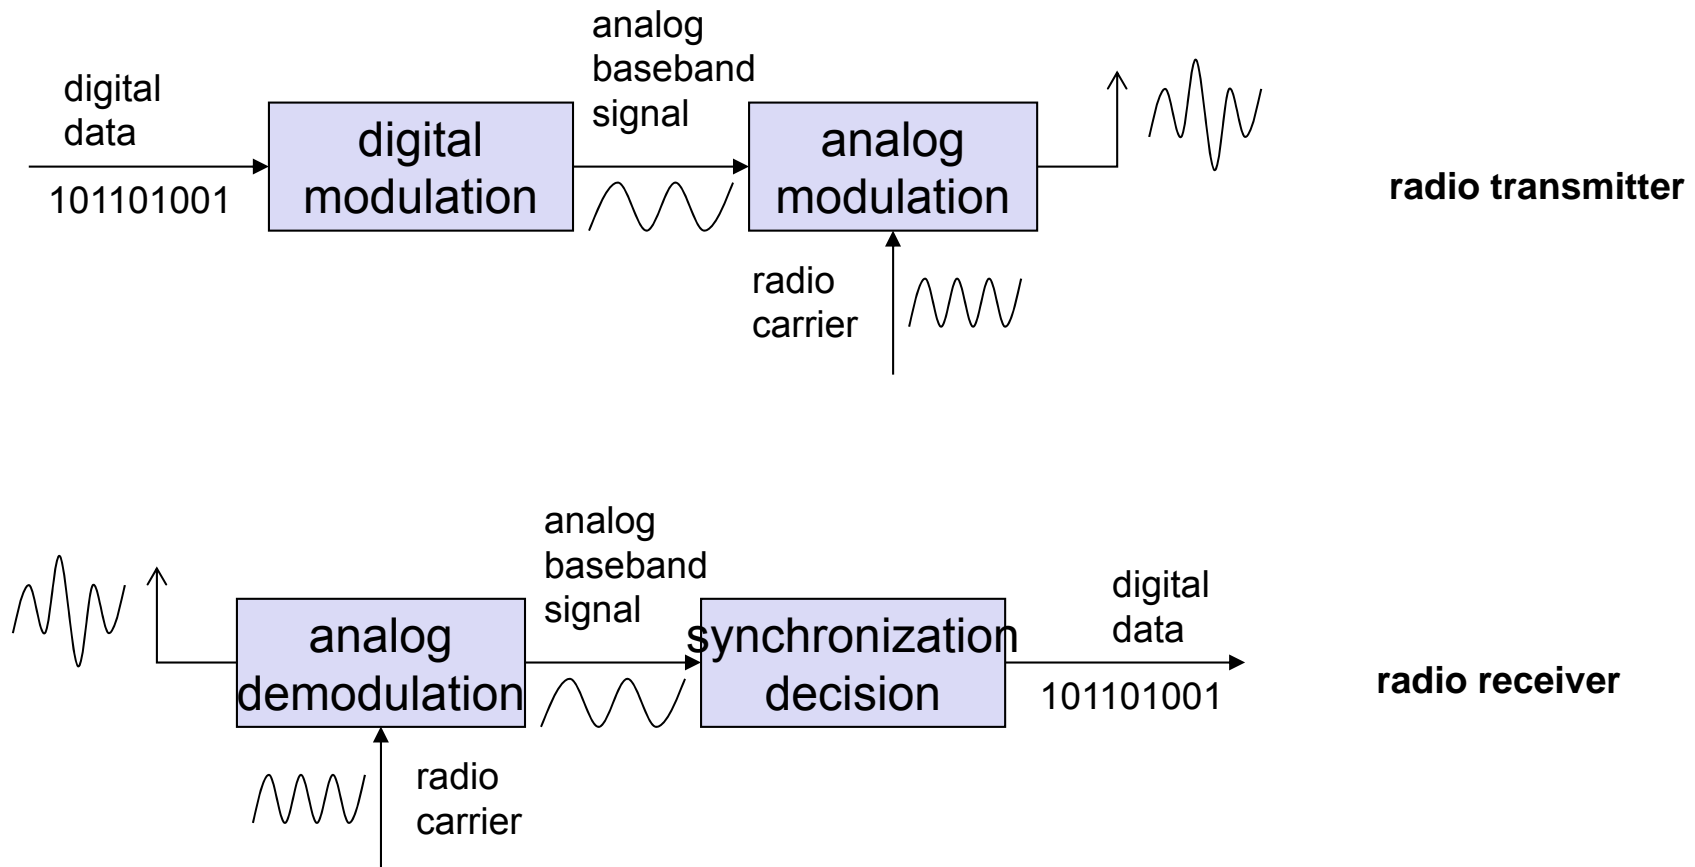 analog
baseband
signal
digital
data
101101001
digital
modulation
analog
modulation
radio
carrier
radio transmitter
analog
baseband
signal
analog
demodulation
radio
carrier
synchronization
decision
digital
data
101101001
radio receiver